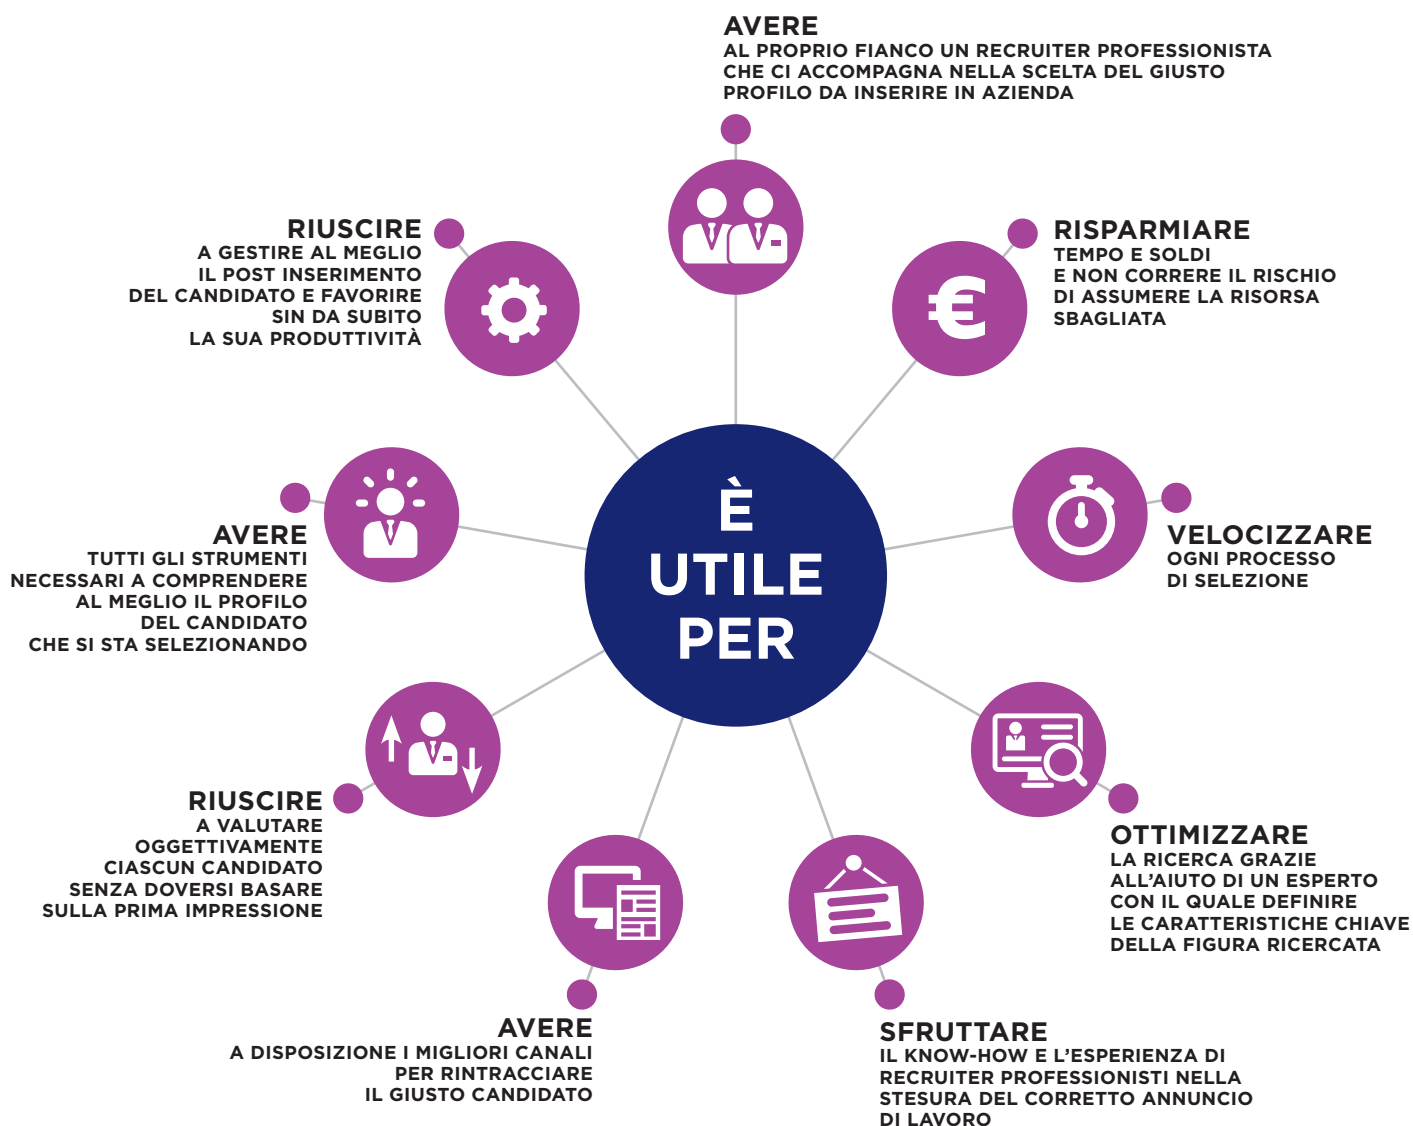 AVERE
AL PROPRIO FIANCO UN RECRUITER PROFESSIONISTA
CHE CI ACCOMPAGNA NELLA SCELTA DEL GIUSTO
PROFILO DA INSERIRE IN AZIENDA
RISPARMIARE
TEMPO E SOLDI
E NON CORRERE IL RISCHIO
DI ASSUMERE LA RISORSA
SBAGLIATA
€
VELOCIZZARE
OGNI PROCESSO
DI SELEZIONE
OTTIMIZZARE
LA RICERCA GRAZIE
ALL'AIUTO DI UN ESPERTO
CON IL QUALE DEFINIRE
LE CARATTERISTICHE CHIAVE
DELLA FIGURA RICERCATA
SFRUTTARE
IL KNOW-HOW E L'ESPERIENZA DI
RECRUITER PROFESSIONISTI NELLA
STESURA DEL CORRETTO ANNUNCIO
DI LAVORO
AVERE
A DISPOSIZIONE I MIGLIORI CANALI
PER RINTRACCIARE
IL GIUSTO CANDIDATO
RIUSCIRE
A VALUTARE
OGGETTIVAMENTE
CIASCUN CANDIDATO
SENZA DOVERSI BASARE
SULLA PRIMA IMPRESSIONE
AVERE
TUTTI GLI STRUMENTI
NECESSARI A COMPRENDERE
AL MEGLIO IL PROFILO
DEL CANDIDATO
CHE SI STA SELEZIONANDO
RIUSCIRE
A GESTIRE AL MEGLIO
IL POST INSERIMENTO
DEL CANDIDATO E FAVORIRE
SIN DA SUBITO
LA SUA PRODUTTIVITÀ
È
UTILE
PER